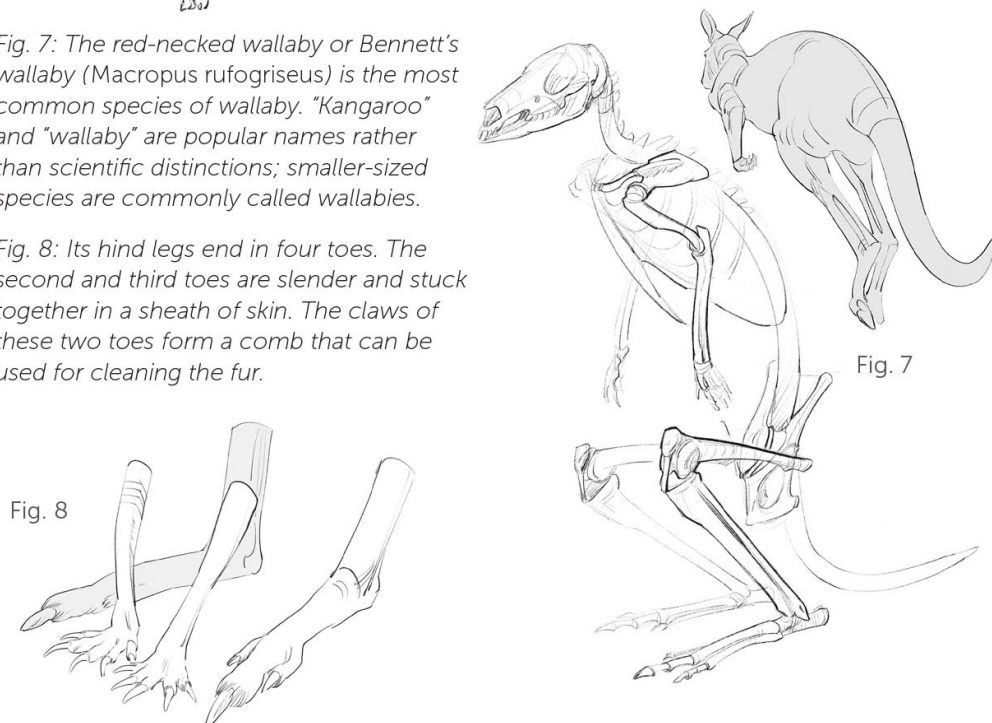 Fig. 7: The red-necked wallaby or Bennett’s
wallaby (Macropus rufogriseus) is the most
common species of wallaby. “Kangaroo”
and “wallaby” are popular names rather
than scientific distinctions; smaller-sized
species are commonly called wallabies.
Fig. 8: Its hind legs end in four toes. The
second and third toes are slender and stuck
together in a sheath of skin. The claws of
these two toes form a comb that can be
used for cleaning the fur.
Fig. 7
Fig. 8